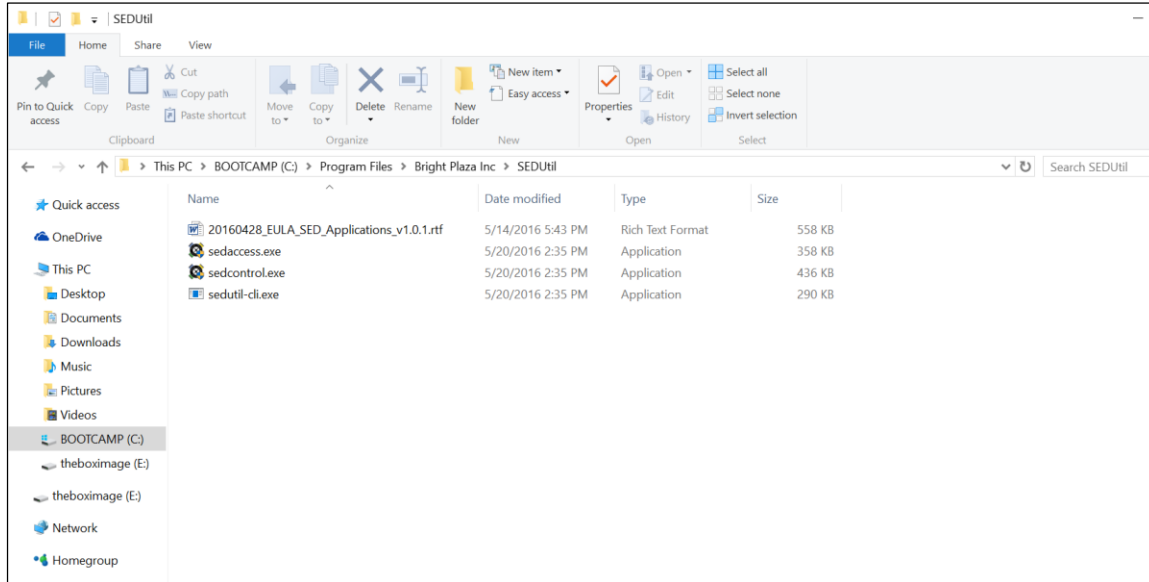 SEDUtil
File Home Share View
Pin to Quick access
Copy
Paste
Cut
Copy path
Paste shortcut
Clipboard
Move to
Copy to
Delete
Rename
Organize
New folder
New item
Easy access
New
Properties
Open
Edit
History
Open
Select all
Select none
Invert selection
Select
This PC > BOOTCAMP (C:) > Program Files > Bright Plaza Inc > SEDUtil
Search SEDUtil
Name Date modified Type Size
20160428_EULA_SED_Applications_v1.0.1.rtf 5/14/2016 5:43 PM Rich Text Format 558 KB
sedaccess.exe 5/20/2016 2:35 PM Application 358 KB
sedcontrol.exe 5/20/2016 2:35 PM Application 436 KB
sedutil-cli.exe 5/20/2016 2:35 PM Application 290 KB
Quick access
OneDrive
This PC
Desktop
Documents
Downloads
Music
Pictures
Videos
BOOTCAMP (C:)
theboximage (E:)
theboximage (E:)
Network
Homegroup